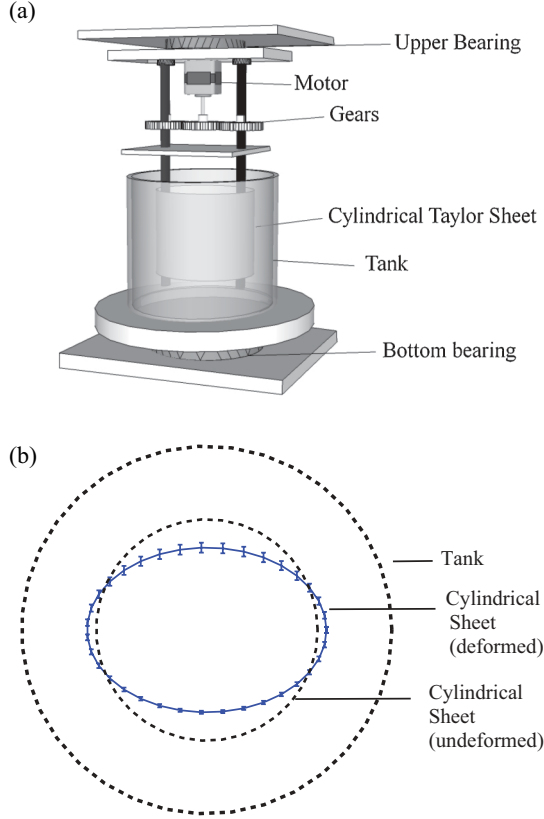 (a)
Upper Bearing
Motor
Gears
Cylindrical Taylor Sheet
Tank
Bottom bearing
(b)
Tank
Cylindrical
Sheet
(deformed)
Cylindrical
Sheet
(undeformed)